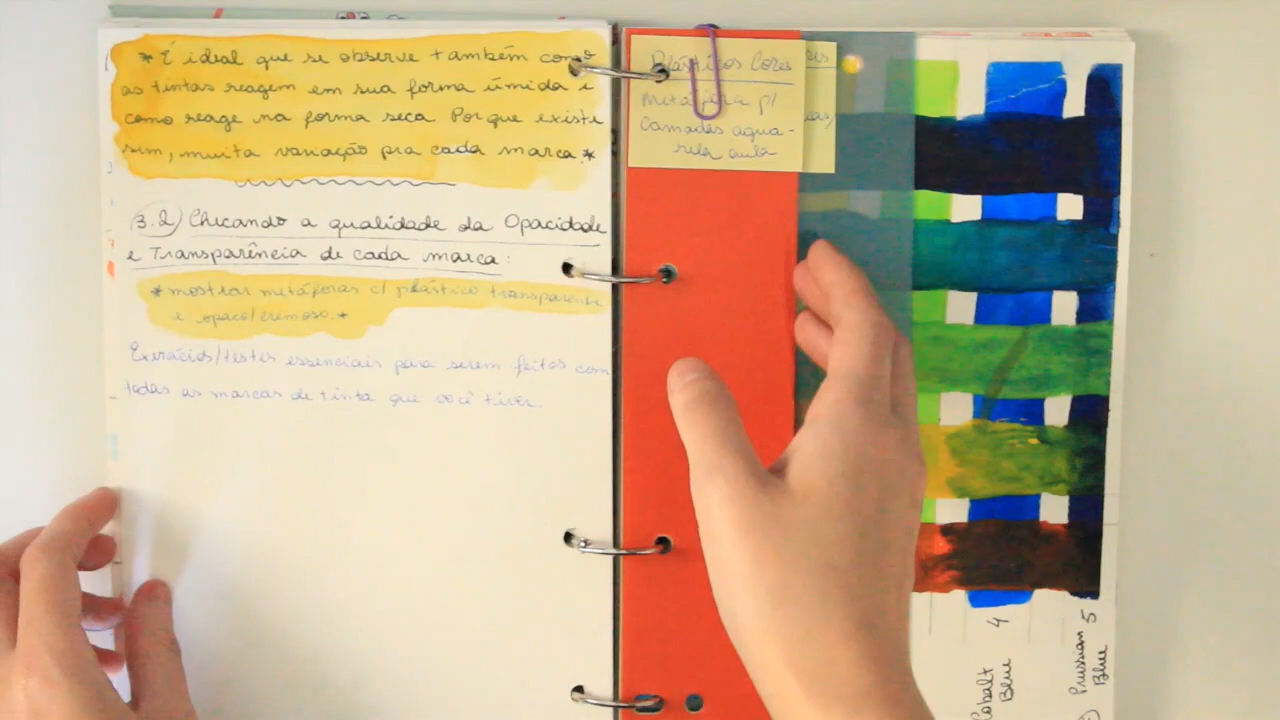 * É ideal que se observe também como
as tintas reagem em sua forma úmida e
como reage na forma seca. Porque existe
sim, muita variação pra cada marca. *
3.2) Checando a qualidade da Opacidade
e Transparência de cada marca:
* mostrar metáforas c/ plástico transparente
e opaco/cremoso. *
Exercícios/testes essenciais para serem feitos com
todas as marcas de tinta que você tiver.
Plásticos Cores
Metáfora p/
Camadas aqua-
rela aula
Cobalt
Blue
4
Prussian
Blue
5